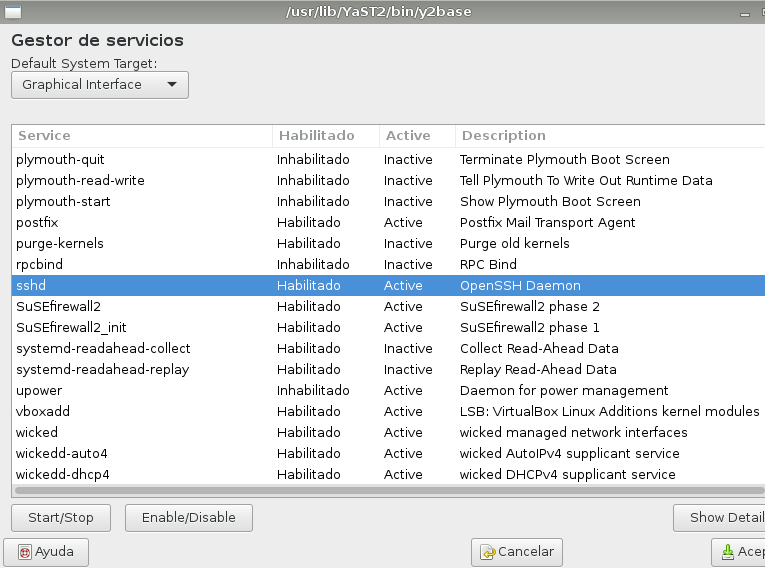 /usr/lib/YaST2/bin/y2base
Gestor de servicios
Default System Target:
Graphical Interface
Service Habilitado Active Description
plymouth-quit Inhabilitado Inactive Terminate Plymouth Boot Screen
plymouth-read-write Inhabilitado Inactive Tell Plymouth To Write Out Runtime Data
plymouth-start Inhabilitado Inactive Show Plymouth Boot Screen
postfix Habilitado Active Postfix Mail Transport Agent
purge-kernels Habilitado Inactive Purge old kernels
rpcbind Inhabilitado Inactive RPC Bind
sshd Habilitado Active OpenSSH Daemon
SuSEfirewall2 Habilitado Active SuSEfirewall2 phase 2
SuSEfirewall2_init Habilitado Active SuSEfirewall2 phase 1
systemd-readahead-collect Habilitado Inactive Collect Read-Ahead Data
systemd-readahead-replay Habilitado Inactive Replay Read-Ahead Data
upower Inhabilitado Active Daemon for power management
vboxadd Habilitado Active LSB: VirtualBox Linux Additions kernel modules
wicked Habilitado Active wicked managed network interfaces
wickedd-auto4 Habilitado Active wicked AutoIPv4 supplicant service
wickedd-dhcp4 Habilitado Active wicked DHCPv4 supplicant service
Start/Stop Enable/Disable Show Detail
Ayuda Cancelar Acep